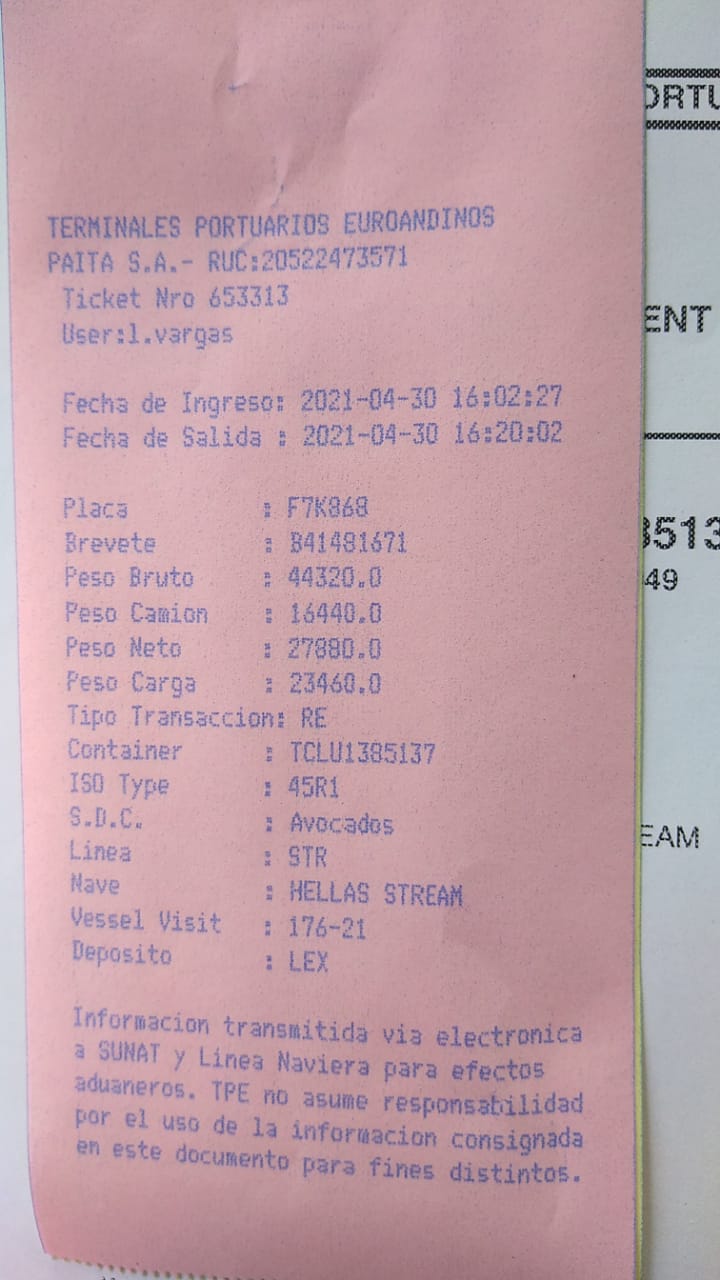 TERMINALES PORTUARIOS EUROANDINOS
PAITA S.A.- RUC:20522473571
Ticket Nro 653313
User:l.vargas
Fecha de Ingreso: 2021-04-30 16:02:27
Fecha de Salida : 2021-04-30 16:20:02
Placa : F7K868
Brevete : B41481671
Peso Bruto : 44320.0
Peso Camion : 16440.0
Peso Neto : 27880.0
Peso Carga : 23460.0
Tipo Transaccion: RE
Container : TCLU1385137
ISO Type : 45R1
S.D.C. : Avocados
Linea : STR
Nave : HELLAS STREAM
Vessel Visit : 176-21
Deposito : LEX
Informacion transmitida via electronica
a SUNAT y Linea Naviera para efectos
aduaneros. TPE no asume responsabilidad
por el uso de la informacion consignada
en este documento para fines distintos.
ORTU
ENT
8513
49
EAM